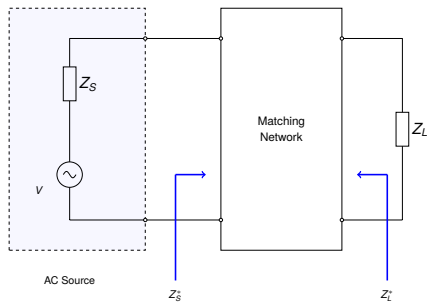 Z_S
Z_L
Matching
Network
V
AC Source
Z_S^*
Z_L^*